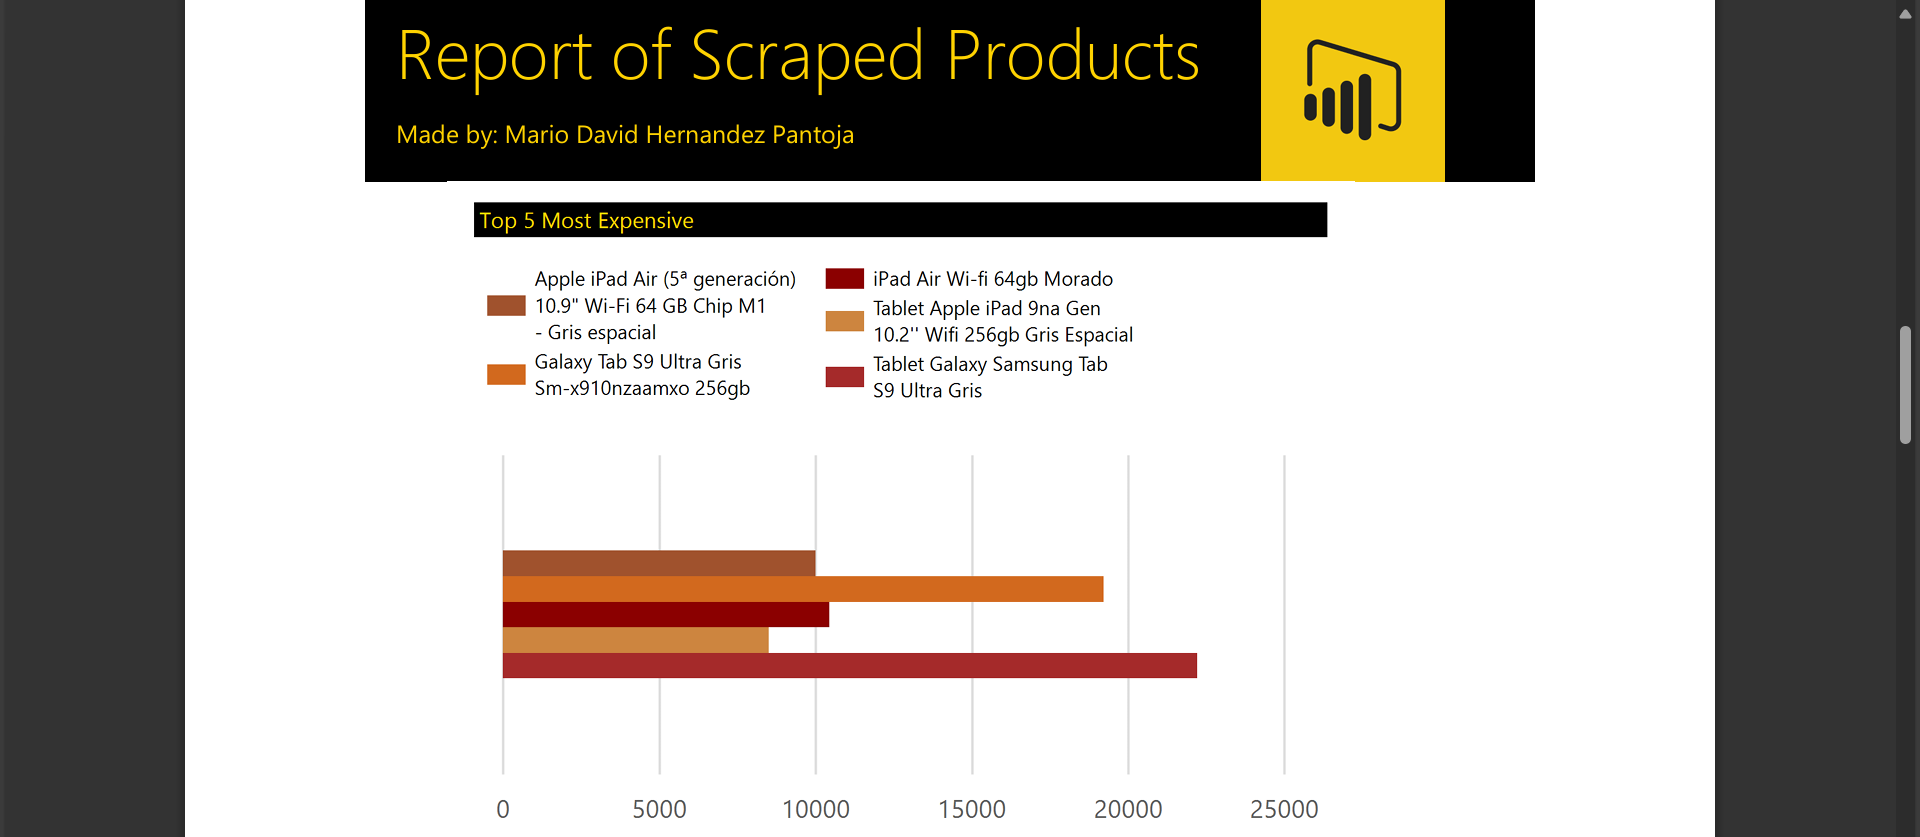 Report of Scraped Products
Made by: Mario David Hernandez Pantoja
Top 5 Most Expensive
Apple iPad Air (5ª generación)
10.9" Wi-Fi 64 GB Chip M1
- Gris espacial
Galaxy Tab S9 Ultra Gris
Sm-x910nzaamxo 256gb
iPad Air Wi-fi 64gb Morado
Tablet Apple iPad 9na Gen
10.2'' Wifi 256gb Gris Espacial
Tablet Galaxy Samsung Tab
S9 Ultra Gris
0 5000 10000 15000 20000 25000